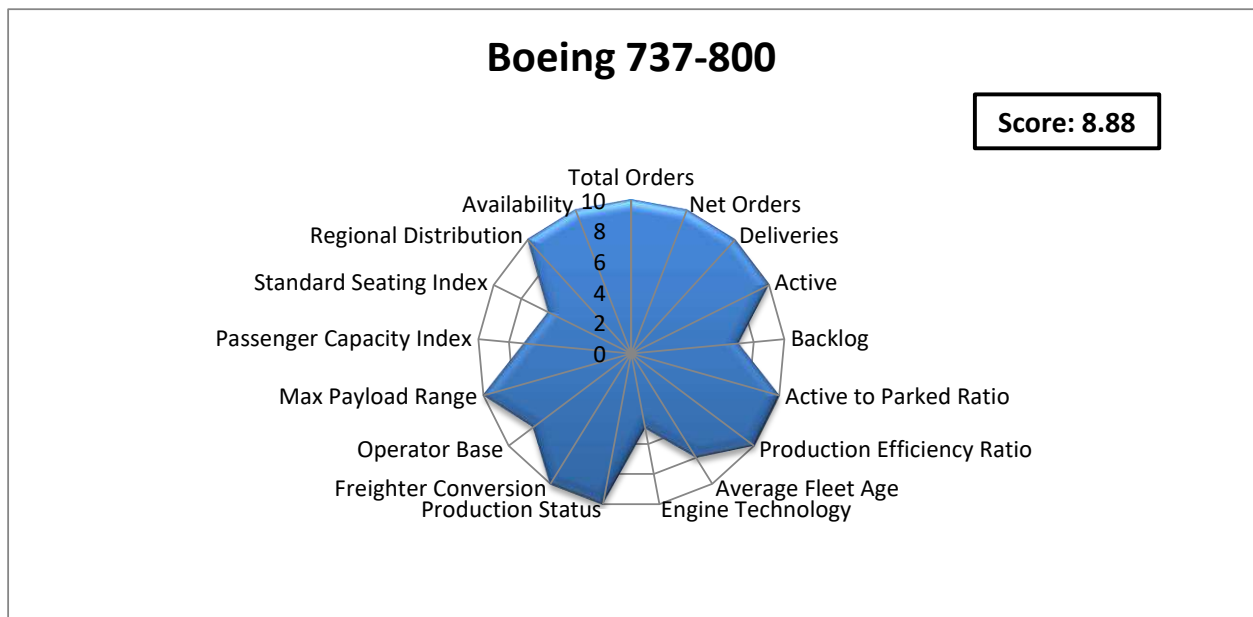 Boeing 737-800
Score: 8.88
Total Orders
Net Orders
Deliveries
Active
Backlog
Active to Parked Ratio
Production Efficiency Ratio
Average Fleet Age
Engine Technology
Production Status
Freighter Conversion
Operator Base
Max Payload Range
Passenger Capacity Index
Standard Seating Index
Regional Distribution
Availability
10
8
6
4
2
0